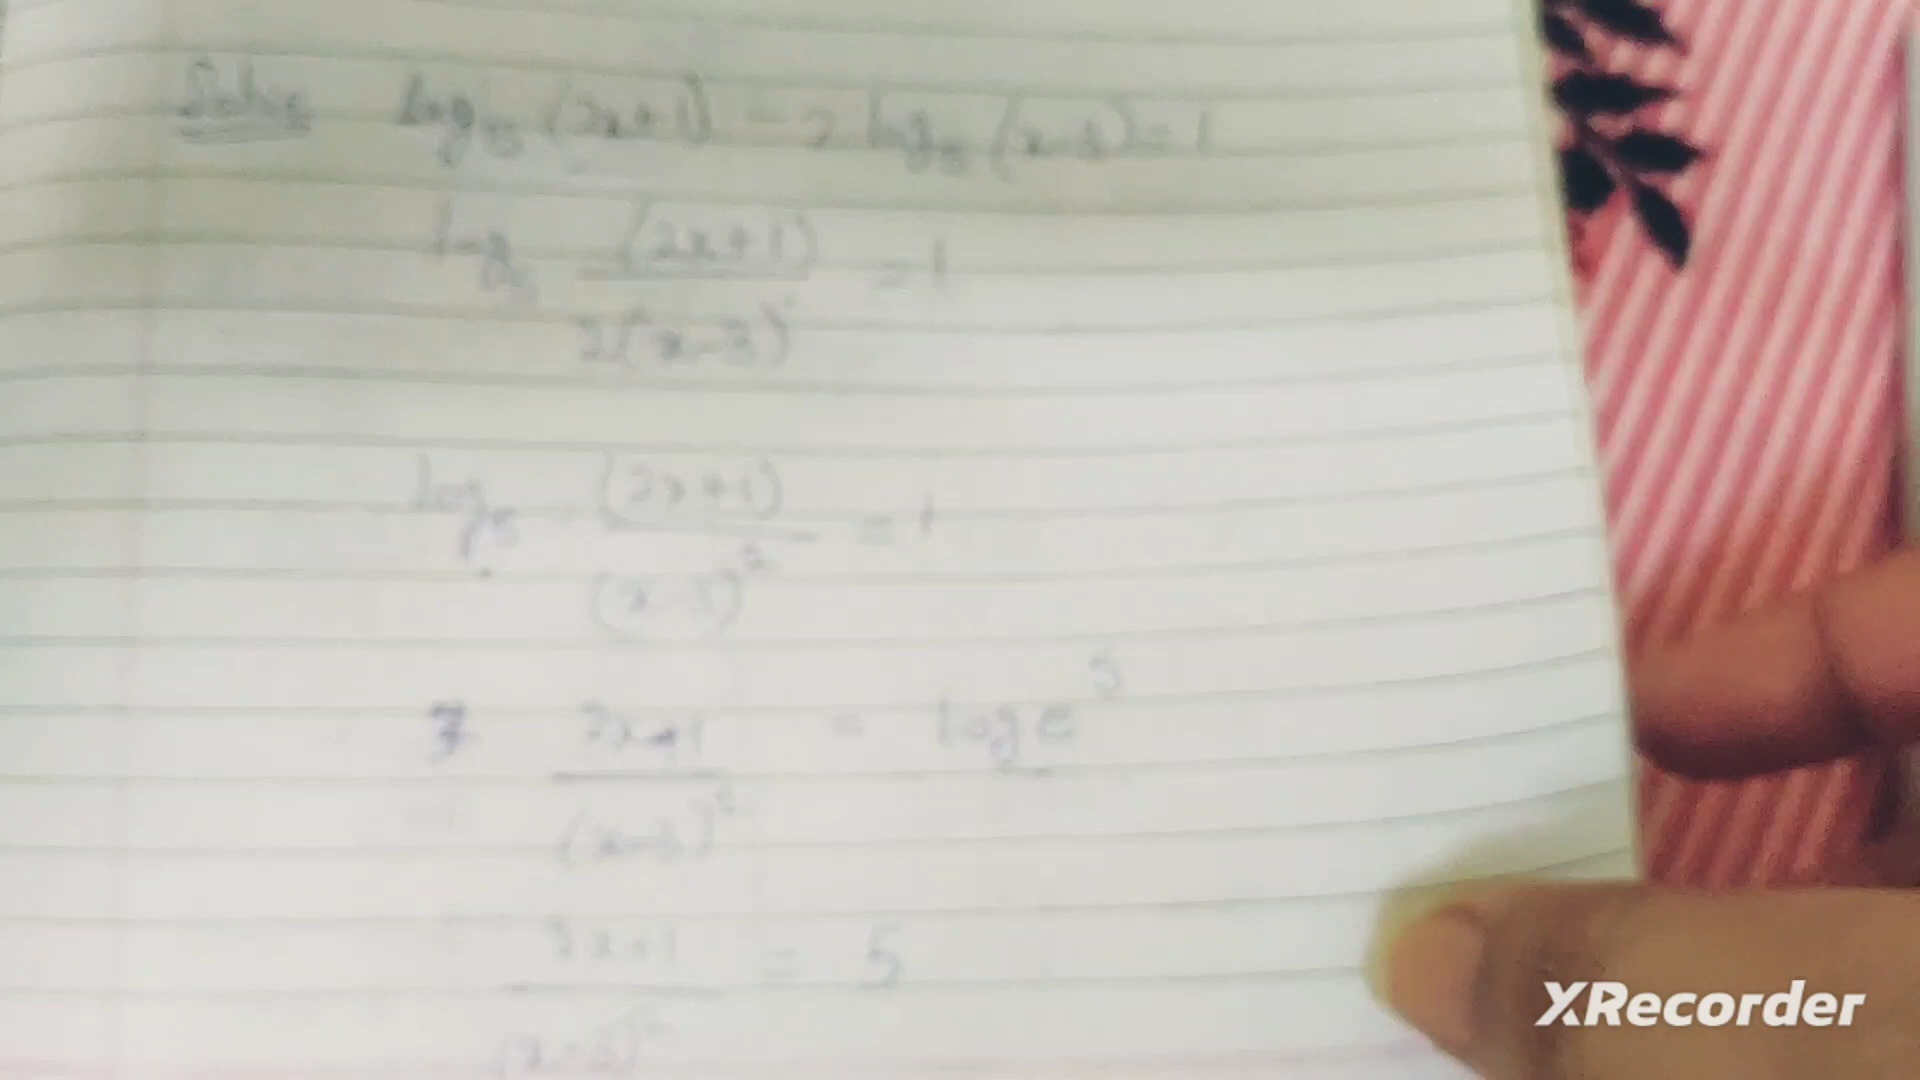 Solve log₅ (2x+1) - 2 log₅ (x-3) = 1
log₅ (2x+1) / 2(x-3) = 1
log₅ (2x+1) / (x-3)² = 1
2x+1 / (x-3)² = log e⁵
2x+1 / (x-3)² = 5
XRecorder